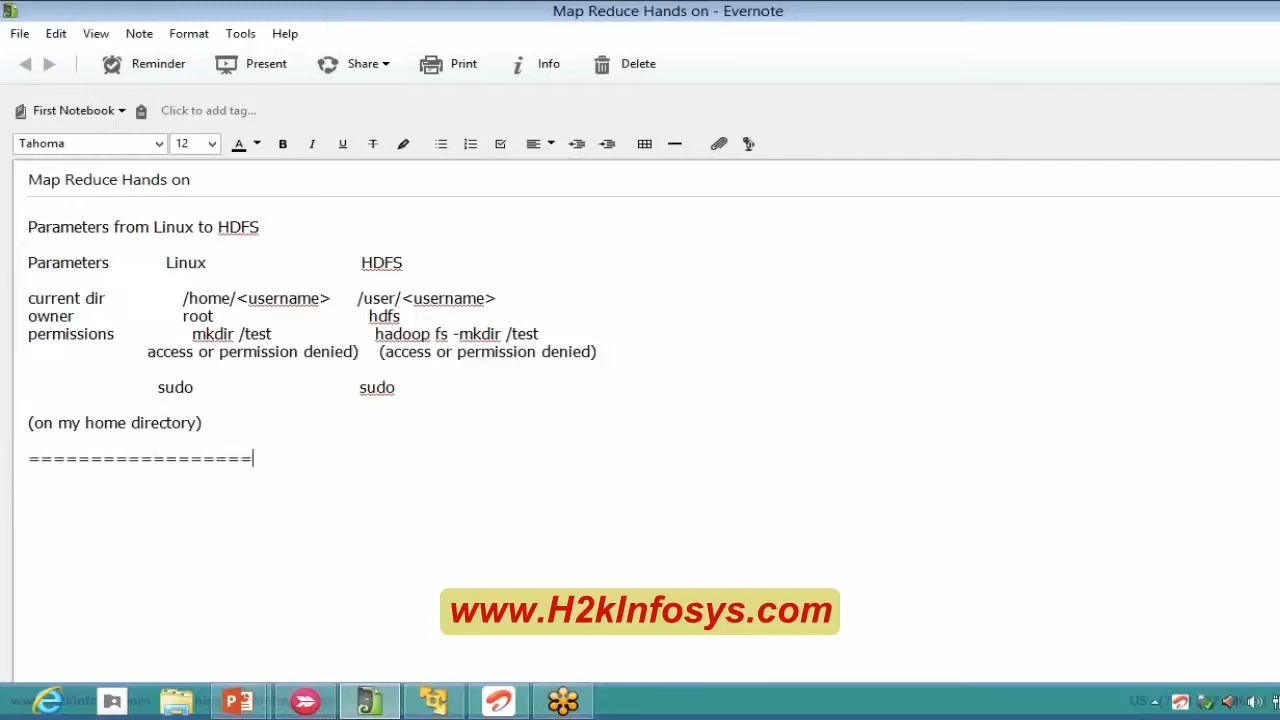 Map Reduce Hands on - Evernote
File Edit View Note Format Tools Help
Reminder Present Share Print Info Delete
First Notebook Click to add tag...
Tahoma 12 A B I U T
Map Reduce Hands on
Parameters from Linux to HDFS
Parameters Linux HDFS
current dir /home/<username> /user/<username>
owner root hdfs
permissions mkdir /test hadoop fs -mkdir /test
access or permission denied) (access or permission denied)
sudo sudo
(on my home directory)
==================
www.H2kInfosys.com
US